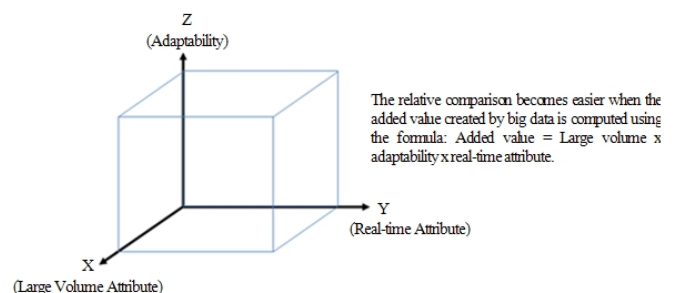 Z
(Adaptability)
The relative comparison becomes easier when the
added value created by big data is computed using
the formula: Added value = Large volume x
adaptability x real-time attribute.
Y
(Real-time Attribute)
X
(Large Volume Attribute)